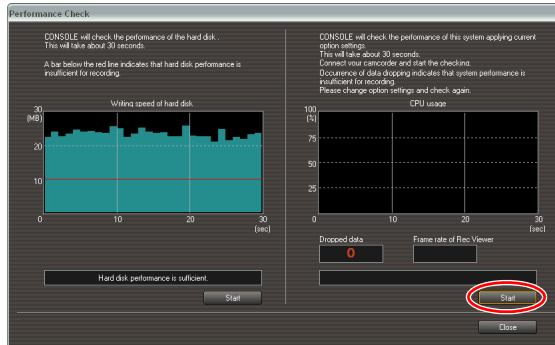 Performance Check
CONSOLE will check the performance of the hard disk .
This will take about 30 seconds.
A bar below the red line indicates that hard disk performance is
insufficient for recording.
Writing speed of hard disk
30
(MB)
20
10
0 10 20 30
(sec)
Hard disk performance is sufficient.
Start
CONSOLE will check the performance of this system applying current
option settings.
This will take about 30 seconds.
Connect your camcorder and start the checking.
Occurrence of data dropping indicates that system performance is
insufficient for recording.
Please change option settings and check again.
CPU usage
100
(%)
75
50
25
0 10 20 30
(sec)
Dropped data Frame rate of Rec Viewer
0
Start
Close